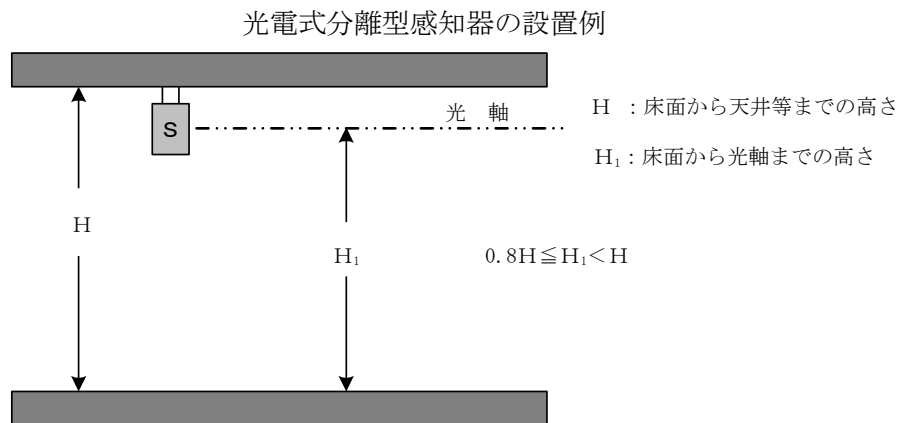 光電式分離型感知器の設置例
光 軸
H :床面から天井等までの高さ
S
H₁:床面から光軸までの高さ
H
H₁
0.8H≦H₁<H